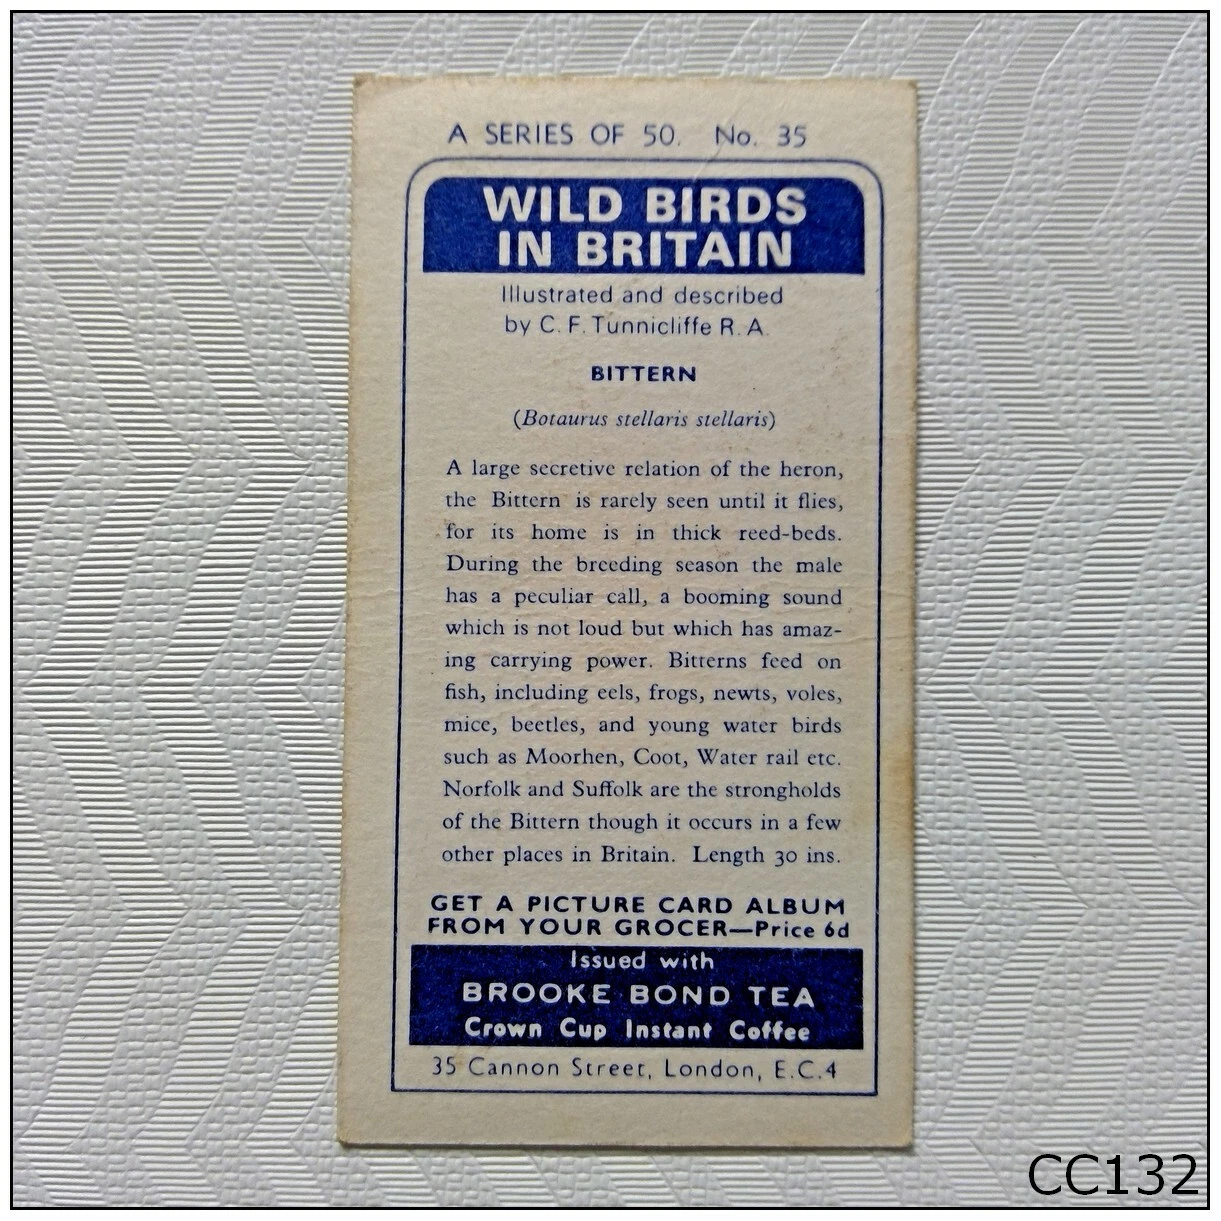 A SERIES OF 50. No. 35
WILD BIRDS
IN BRITAIN
Illustrated and described
by C. F. Tunnicliffe R. A.
BITTERN
(Botaurus stellaris stellaris)
A large secretive relation of the heron,
the Bittern is rarely seen until it flies,
for its home is in thick reed-beds.
During the breeding season the male
has a peculiar call, a booming sound
which is not loud but which has amaz-
ing carrying power. Bitterns feed on
fish, including eels, frogs, newts, voles,
mice, beetles, and young water birds
such as Moorhen, Coot, Water rail etc.
Norfolk and Suffolk are the strongholds
of the Bittern though it occurs in a few
other places in Britain. Length 30 ins.
GET A PICTURE CARD ALBUM
FROM YOUR GROCER—Price 6d
Issued with
BROOKE BOND TEA
Crown Cup Instant Coffee
35 Cannon Street, London, E.C.4
CC132